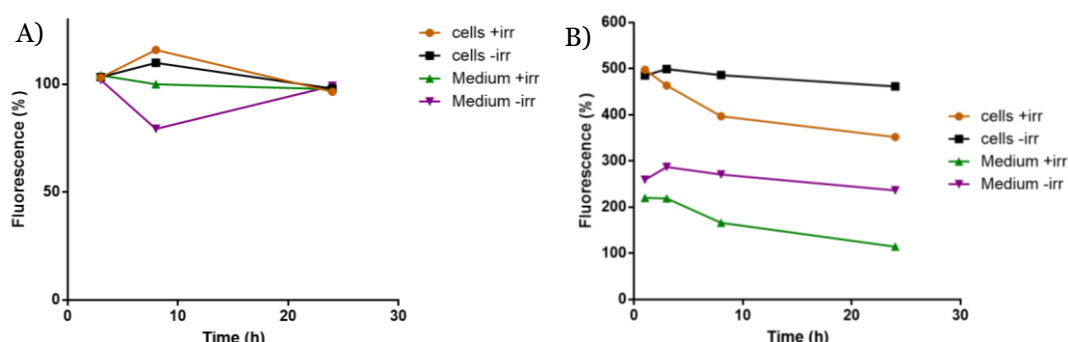 A)
Fluorescence (%)
100
50
0
0 10 20 30
Time (h)
cells +irr
cells -irr
Medium +irr
Medium -irr
B)
Fluorescence (%)
600
500
400
300
200
100
0
0 10 20 30
Time (h)
cells +irr
cells -irr
Medium +irr
Medium -irr